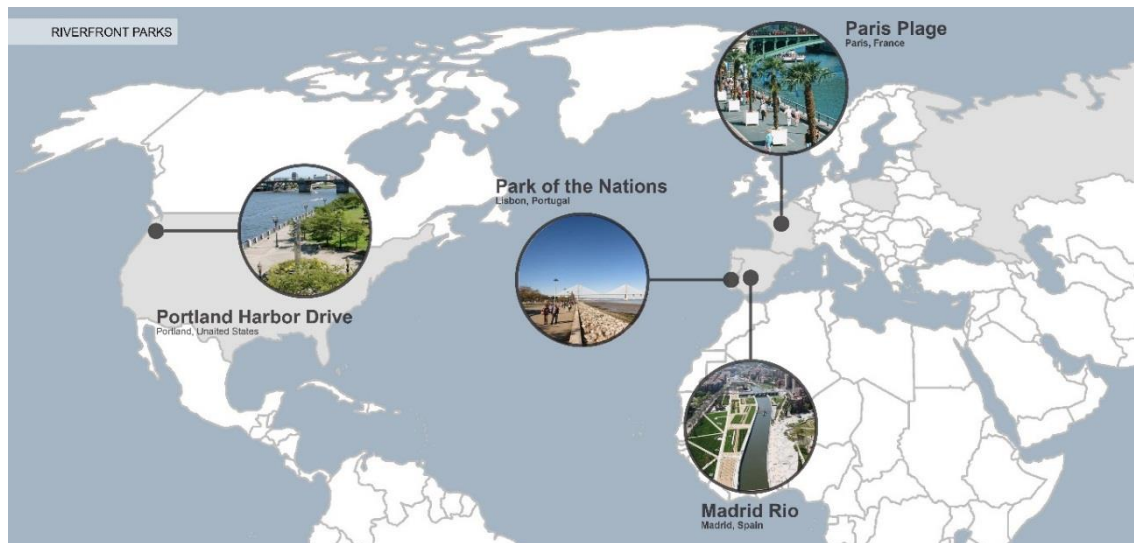 RIVERFRONT PARKS
Paris Plage
Paris, France
Park of the Nations
Lisbon, Portugal
Portland Harbor Drive
Portland, Unaited States
Madrid Rio
Madrid, Spain